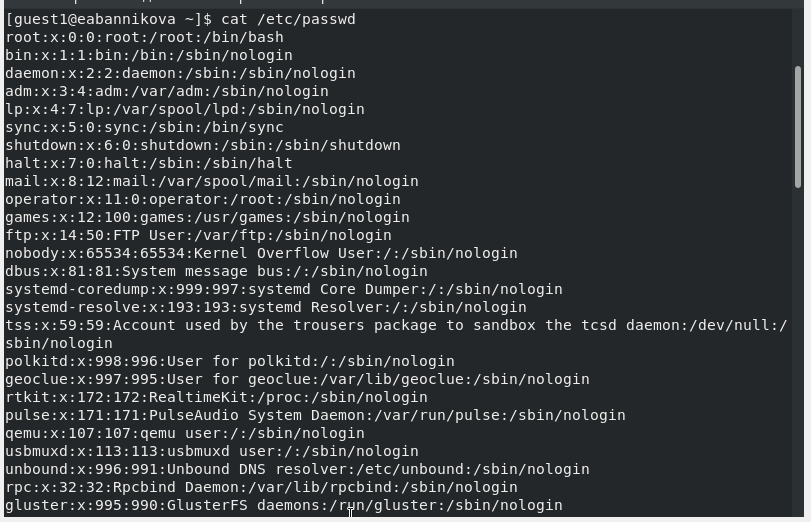 [guest1@eabannikova ~]$ cat /etc/passwd
root:x:0:0:root:/root:/bin/bash
bin:x:1:1:bin:/bin:/sbin/nologin
daemon:x:2:2:daemon:/sbin:/sbin/nologin
adm:x:3:4:adm:/var/adm:/sbin/nologin
lp:x:4:7:lp:/var/spool/lpd:/sbin/nologin
sync:x:5:0:sync:/sbin:/bin/sync
shutdown:x:6:0:shutdown:/sbin:/sbin/shutdown
halt:x:7:0:halt:/sbin:/sbin/halt
mail:x:8:12:mail:/var/spool/mail:/sbin/nologin
operator:x:11:0:operator:/root:/sbin/nologin
games:x:12:100:games:/usr/games:/sbin/nologin
ftp:x:14:50:FTP User:/var/ftp:/sbin/nologin
nobody:x:65534:65534:Kernel Overflow User:/:/sbin/nologin
dbus:x:81:81:System message bus:/:/sbin/nologin
systemd-coredump:x:999:997:systemd Core Dumper:/:/sbin/nologin
systemd-resolve:x:193:193:systemd Resolver:/:/sbin/nologin
tss:x:59:59:Account used by the trousers package to sandbox the tcsd daemon:/dev/null:/
sbin/nologin
polkitd:x:998:996:User for polkitd:/:/sbin/nologin
geoclue:x:997:995:User for geoclue:/var/lib/geoclue:/sbin/nologin
rtkit:x:172:172:RealtimeKit:/proc:/sbin/nologin
pulse:x:171:171:PulseAudio System Daemon:/var/run/pulse:/sbin/nologin
qemu:x:107:107:qemu user:/:/sbin/nologin
usbmuxd:x:113:113:usbmuxd user:/:/sbin/nologin
unbound:x:996:991:Unbound DNS resolver:/etc/unbound:/sbin/nologin
rpc:x:32:32:Rpcbind Daemon:/var/lib/rpcbind:/sbin/nologin
gluster:x:995:990:GlusterFS daemons:/run/gluster:/sbin/nologin